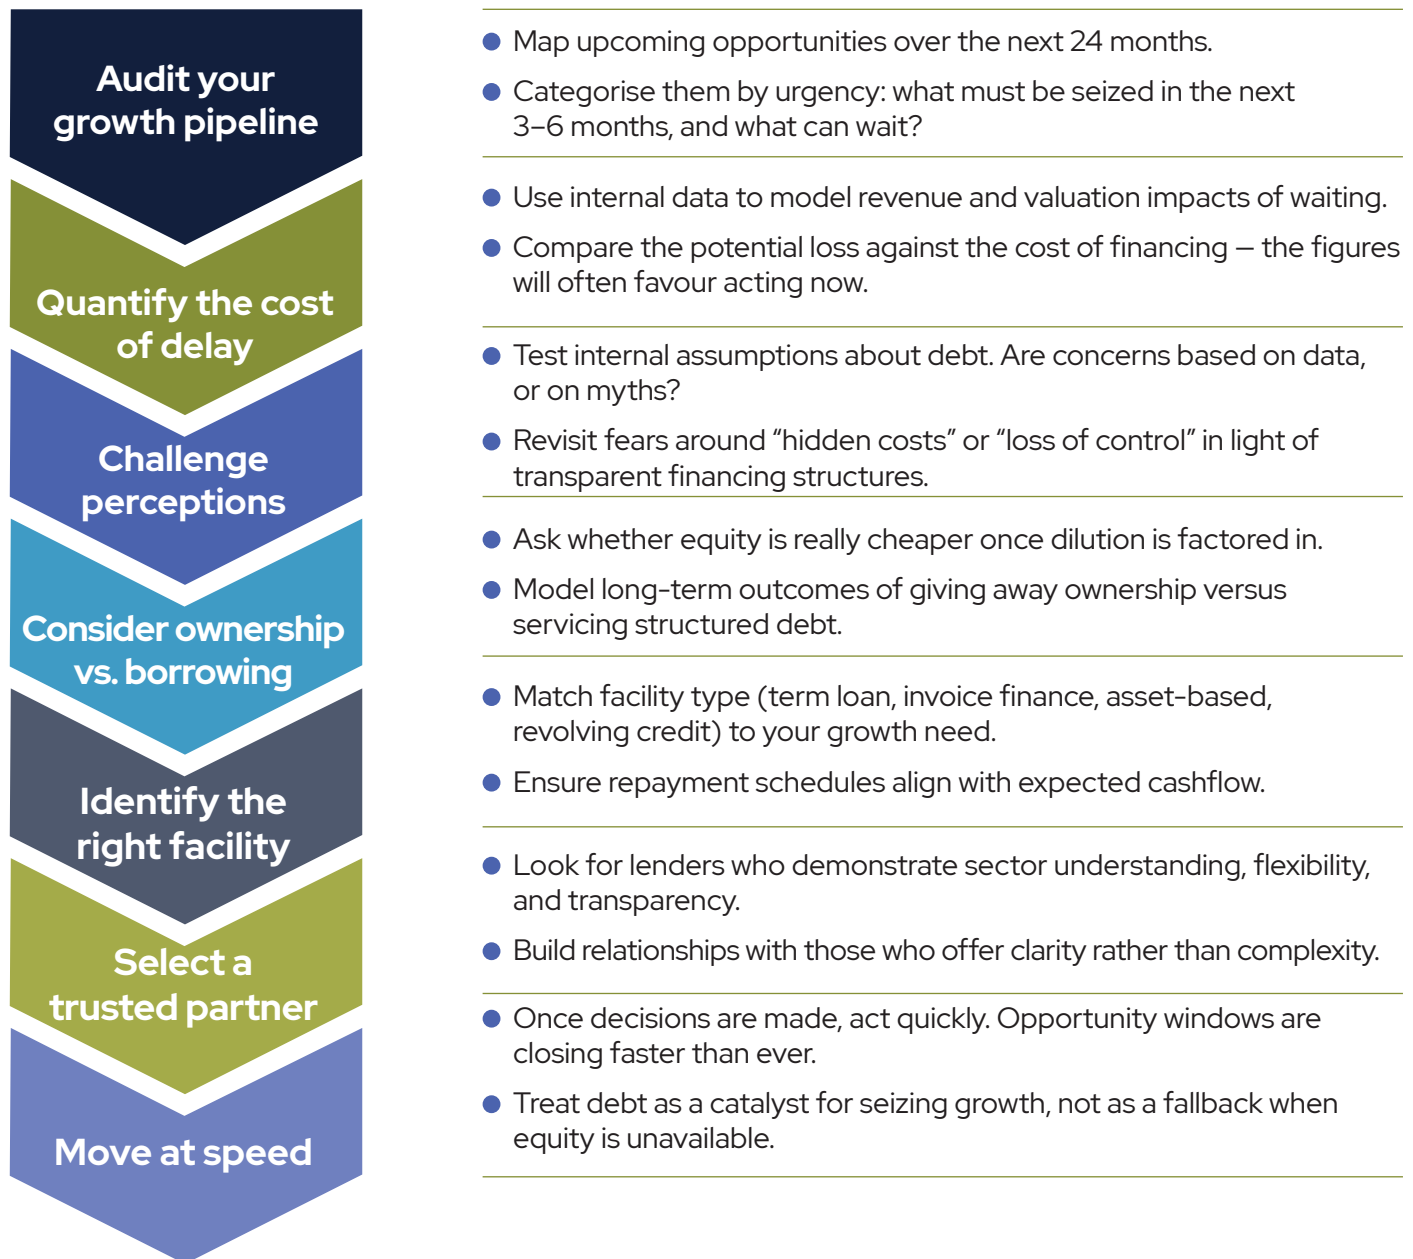 Audit your
growth pipeline
Map upcoming opportunities over the next 24 months.
Categorise them by urgency: what must be seized in the next
3–6 months, and what can wait?
Quantify the cost
of delay
Use internal data to model revenue and valuation impacts of waiting.
Compare the potential loss against the cost of financing — the figures
will often favour acting now.
Challenge
perceptions
Test internal assumptions about debt. Are concerns based on data,
or on myths?
Revisit fears around “hidden costs” or “loss of control” in light of
transparent financing structures.
Consider ownership
vs. borrowing
Ask whether equity is really cheaper once dilution is factored in.
Model long-term outcomes of giving away ownership versus
servicing structured debt.
Identify the
right facility
Match facility type (term loan, invoice finance, asset-based,
revolving credit) to your growth need.
Ensure repayment schedules align with expected cashflow.
Select a
trusted partner
Look for lenders who demonstrate sector understanding, flexibility,
and transparency.
Build relationships with those who offer clarity rather than complexity.
Move at speed
Once decisions are made, act quickly. Opportunity windows are
closing faster than ever.
Treat debt as a catalyst for seizing growth, not as a fallback when
equity is unavailable.